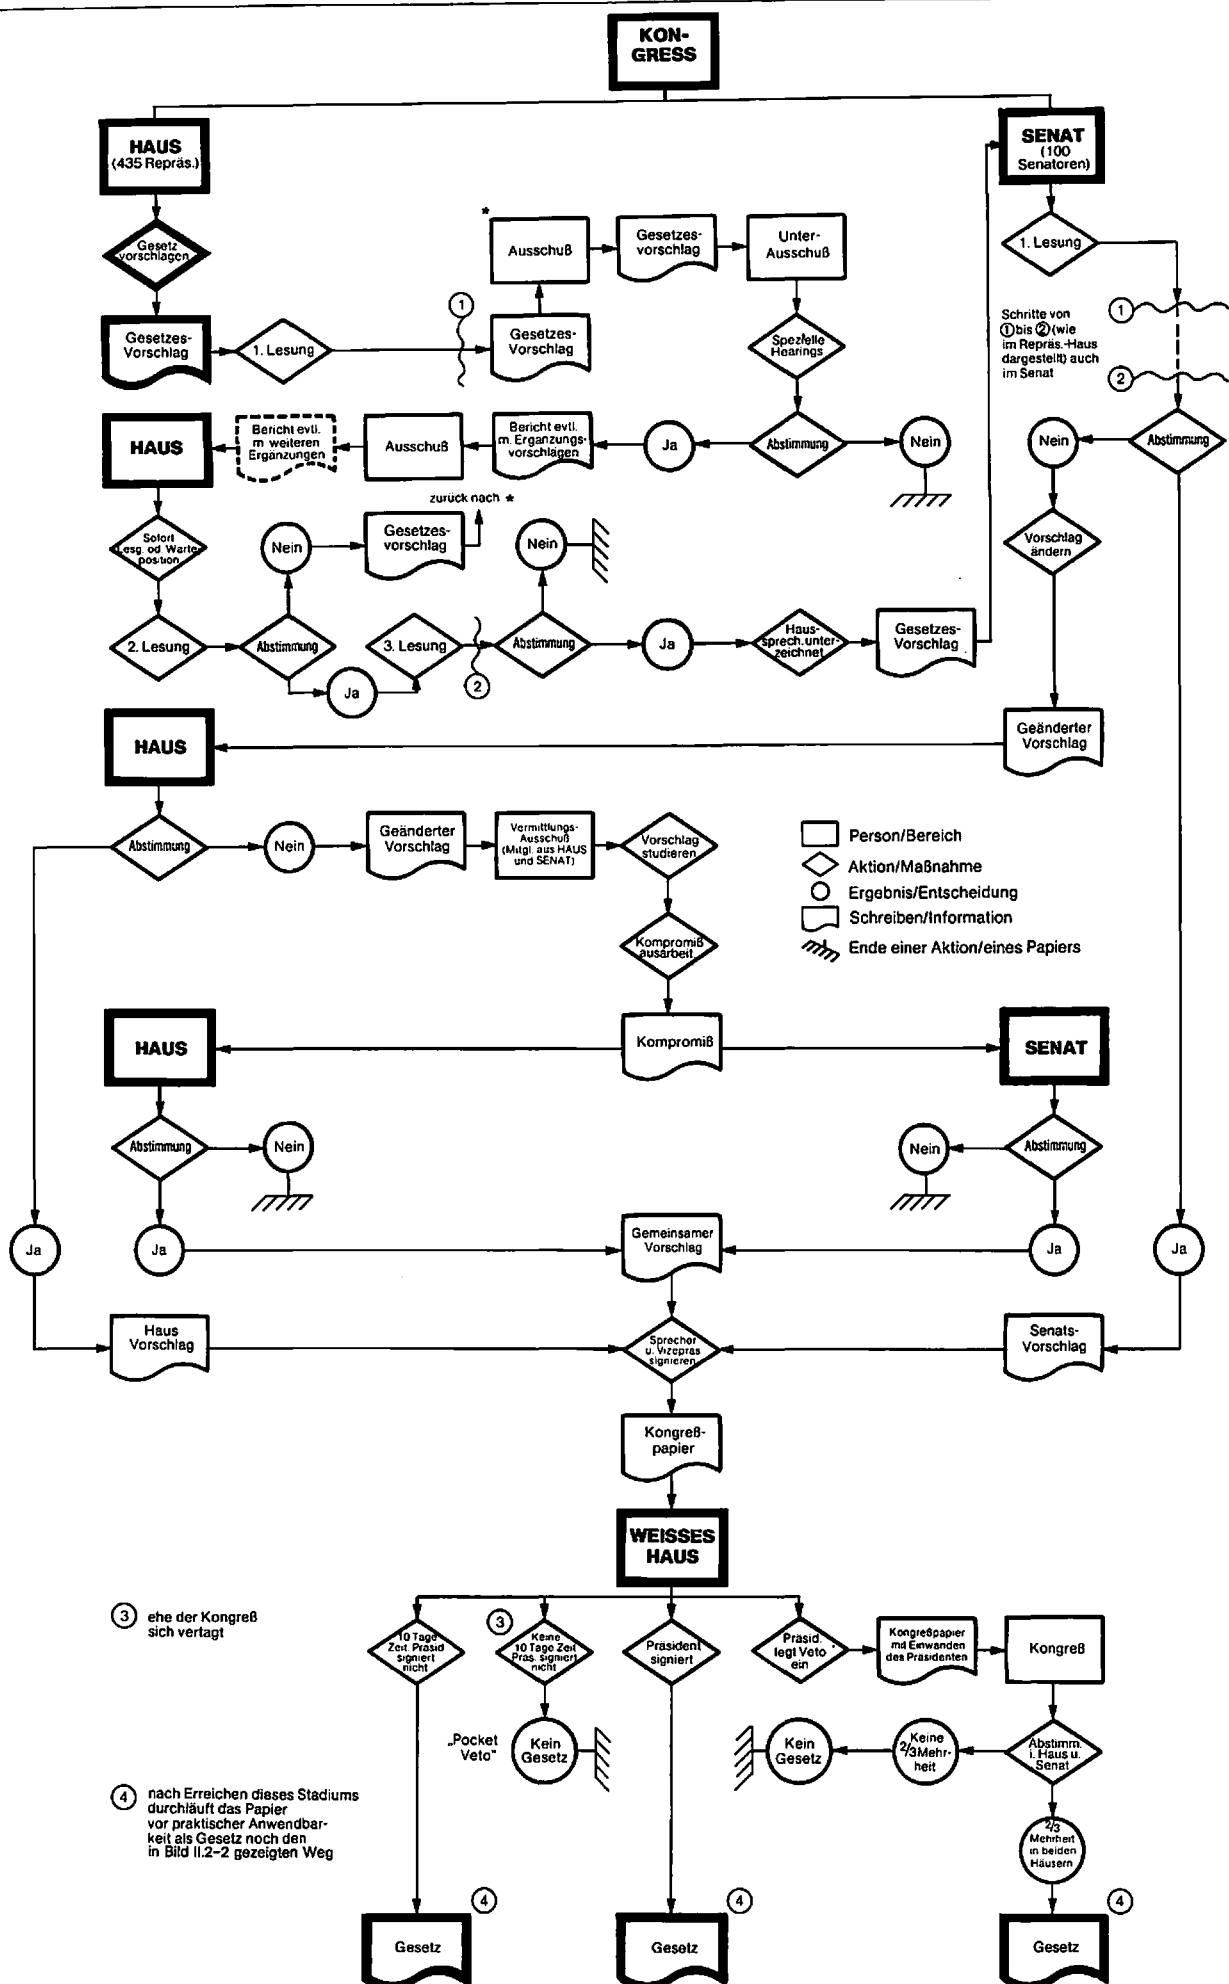 KON-
GRESS
HAUS
(435 Repräs.)
SENAT
(100
Senatoren)
Gesetz
vorschlagen
Gesetzes-
Vorschlag
1. Lesung
1
Gesetzes-
Vorschlag
*
Ausschuß
Gesetzes-
vorschlag
Unter-
Ausschuß
Spezielle
Hearings
1. Lesung
Schritte von
① bis ② (wie
im Repräs.-Haus
dargestellt) auch
im Senat
1
2
HAUS
Bericht evtl.
m weiteren
Ergänzungen
Ausschuß
Bericht evtl.
m. Ergänzungs-
vorschlägen
Ja
Abstimmung
Nein
Nein
Abstimmung
zurück nach *
Sofort
Lesg. od. Warte
position
Nein
Gesetzes-
vorschlag
Nein
Vorschlag
ändern
2. Lesung
Abstimmung
Ja
3. Lesung
2
Abstimmung
Ja
Haus-
sprech. unter-
zeichnet
Gesetzes-
Vorschlag
HAUS
Geänderter
Vorschlag
Abstimmung
Nein
Geänderter
Vorschlag
Vermittlungs-
Ausschuß
(Mitgl. aus HAUS
und SENAT)
Vorschlag
studieren
Person/Bereich
Aktion/Maßnahme
Ergebnis/Entscheidung
Schreiben/Information
Ende einer Aktion/eines Papiers
Kompromiß
ausarbeit.
HAUS
Kompromiß
SENAT
Abstimmung
Nein
Nein
Abstimmung
Ja
Ja
Gemeinsamer
Vorschlag
Ja
Ja
Haus
Vorschlag
Sprecher
u. Vizepräs
signieren
Senats-
Vorschlag
Kongreß-
papier
WEISSES
HAUS
3 ehe der Kongreß
sich vertagt
10 Tage
Zeit. Präsid
signiert
nicht
3
Keine
10 Tage Zeit
Präs. signiert
nicht
Präsident
signiert
Präsid.
legt Veto
ein
Kongreßpapier
mit Einwänden
des Präsidenten
Kongreß
„Pocket
Veto"
Kein
Gesetz
Kein
Gesetz
Keine
2/3 Mehr-
heit
Abstimm.
i. Haus u.
Senat
4 nach Erreichen dieses Stadiums
durchläuft das Papier
vor praktischer Anwendbar-
keit als Gesetz noch den
in Bild II.2-2 gezeigten Weg
2/3
Mehrheit
in beiden
Häusern
4
Gesetz
4
Gesetz
4
Gesetz